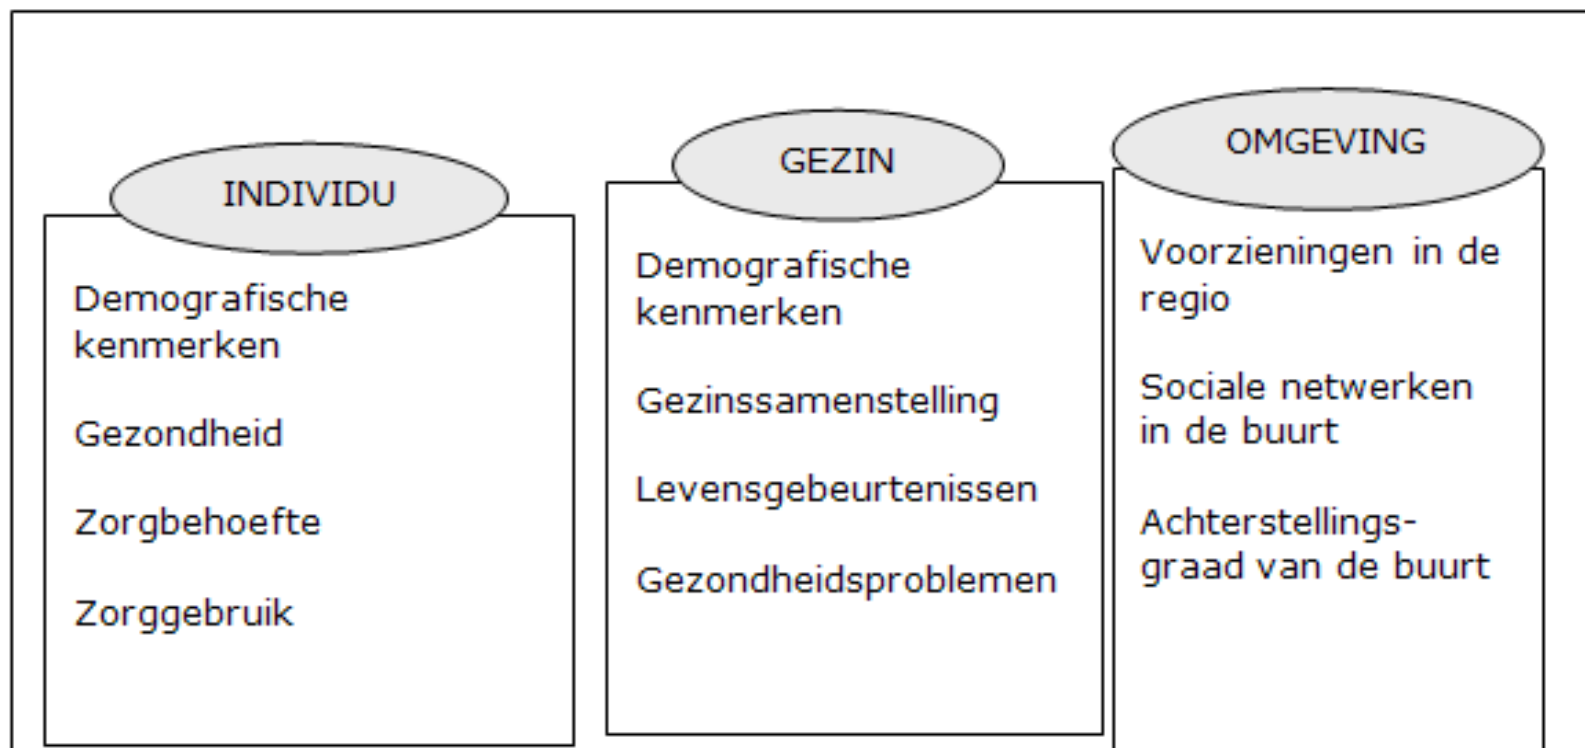 INDIVIDU
Demografische
kenmerken
Gezondheid
Zorgbehoefte
Zorggebruik
GEZIN
Demografische
kenmerken
Gezinssamenstelling
Levensgebeurtenissen
Gezondheidsproblemen
OMGEVING
Voorzieningen in de
regio
Sociale netwerken
in de buurt
Achterstellings-
graad van de buurt